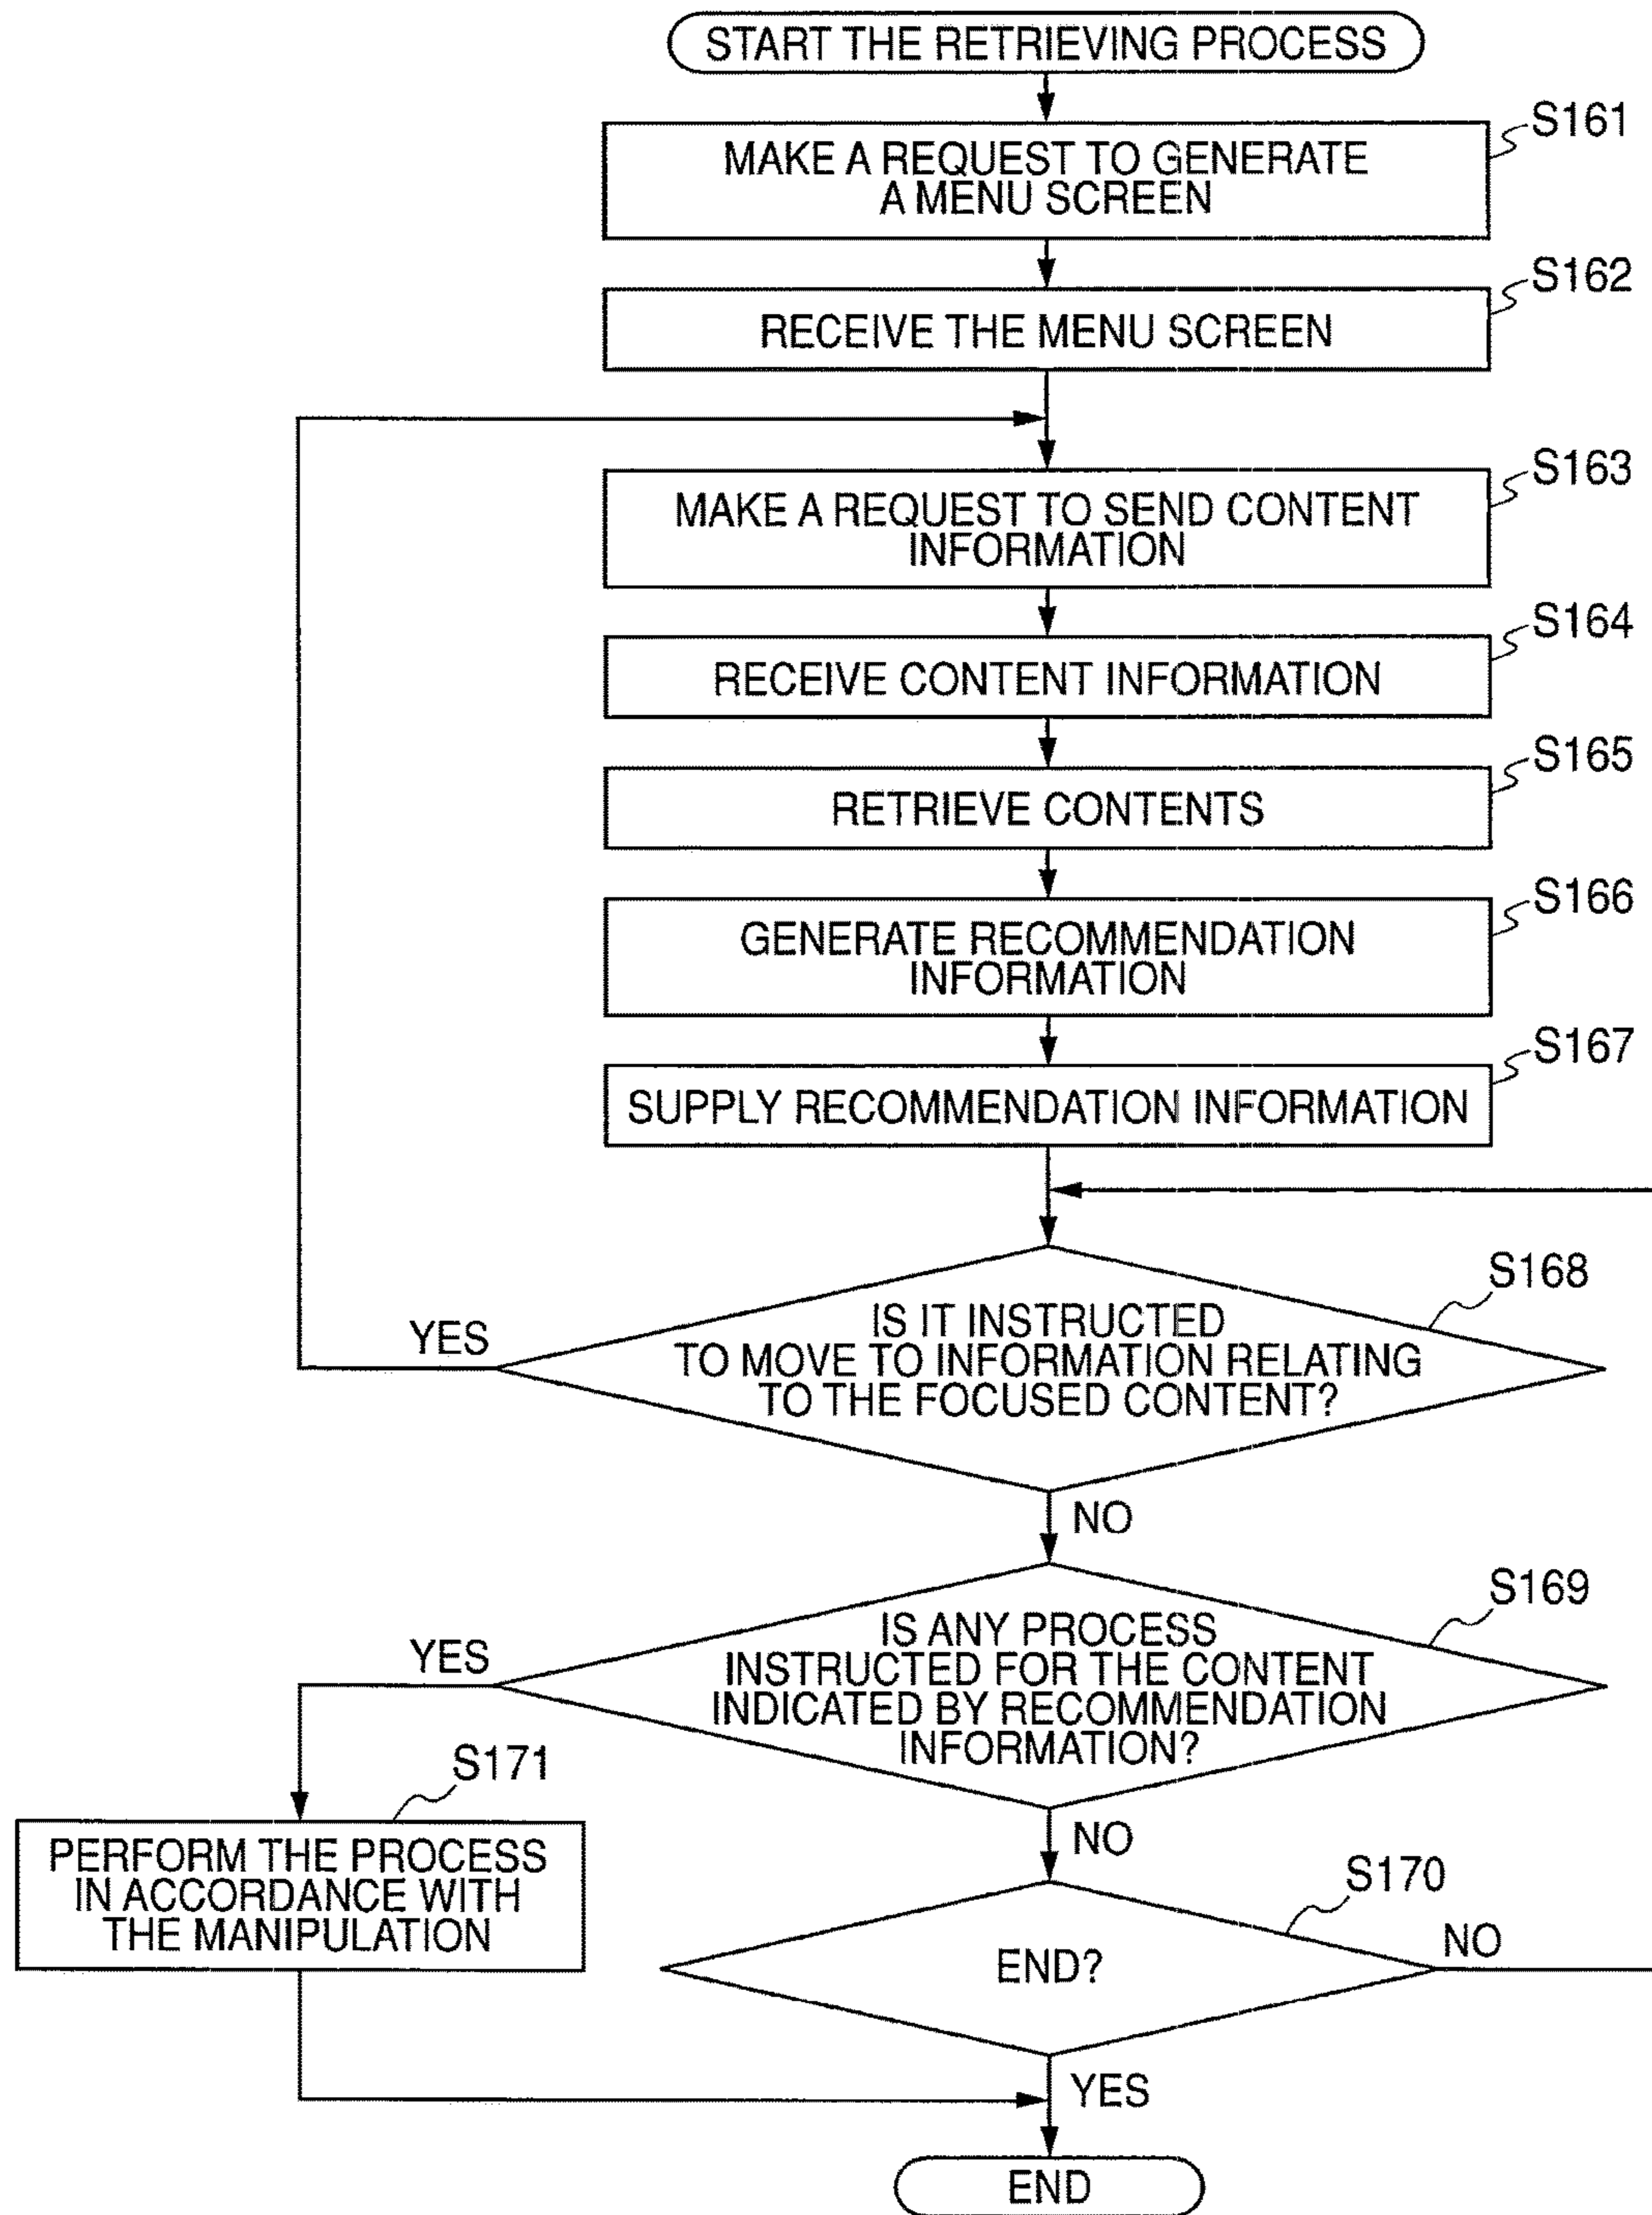 START THE RETRIEVING PROCESS
S161
MAKE A REQUEST TO GENERATE
A MENU SCREEN
S162
RECEIVE THE MENU SCREEN
S163
MAKE A REQUEST TO SEND CONTENT
INFORMATION
S164
RECEIVE CONTENT INFORMATION
S165
RETRIEVE CONTENTS
S166
GENERATE RECOMMENDATION
INFORMATION
S167
SUPPLY RECOMMENDATION INFORMATION
S168
YES
IS IT INSTRUCTED
TO MOVE TO INFORMATION RELATING
TO THE FOCUSED CONTENT?
NO
S169
YES
IS ANY PROCESS
INSTRUCTED FOR THE CONTENT
INDICATED BY RECOMMENDATION
INFORMATION?
S171
PERFORM THE PROCESS
IN ACCORDANCE WITH
THE MANIPULATION
NO
S170
END?
NO
YES
END